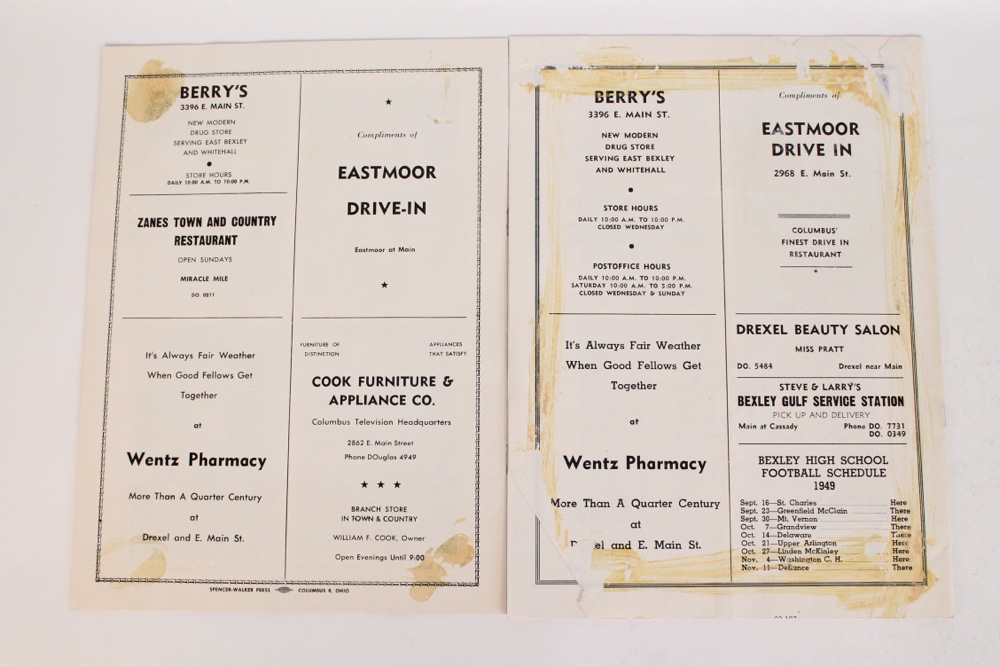 BERRY'S
3396 E. MAIN ST.
NEW MODERN
DRUG STORE
SERVING EAST BEXLEY
AND WHITEHALL
STORE HOURS
DAILY 10:00 A.M. TO 10:00 P.M.
ZANES TOWN AND COUNTRY
RESTAURANT
OPEN SUNDAYS
MIRACLE MILE
DO. 0311
It's Always Fair Weather
When Good Fellows Get
Together
at
Wentz Pharmacy
More Than A Quarter Century
at
Drexel and E. Main St.
★
Compliments of
EASTMOOR
DRIVE-IN
Eastmoor at Main
★
FURNITURE OF
DISTINCTION
APPLIANCES
THAT SATISFY
COOK FURNITURE &
APPLIANCE CO.
Columbus Television Headquarters
2862 E. Main Street
Phone DOuglas 4949
★ ★ ★
BRANCH STORE
IN TOWN & COUNTRY
WILLIAM F. COOK, Owner
Open Evenings Until 9:00
SPENCER-WALKER PRESS COLUMBUS 8, OHIO
BERRY'S
3396 E. MAIN ST.
NEW MODERN
DRUG STORE
SERVING EAST BEXLEY
AND WHITEHALL
STORE HOURS
DAILY 10:00 A.M. TO 10:00 P.M.
CLOSED WEDNESDAY
POSTOFFICE HOURS
DAILY 10:00 A.M. TO 10:00 P.M.
SATURDAY 10:00 A.M. TO 5:00 P.M.
CLOSED WEDNESDAY & SUNDAY
It's Always Fair Weather
When Good Fellows Get
Together
at
Wentz Pharmacy
More Than A Quarter Century
at
Drexel and E. Main St.
Compliments of
EASTMOOR
DRIVE IN
2968 E. Main St.
COLUMBUS'
FINEST DRIVE IN
RESTAURANT
★
DREXEL BEAUTY SALON
MISS PRATT
DO. 5484 Drexel near Main
STEVE & LARRY'S
BEXLEY GULF SERVICE STATION
PICK UP AND DELIVERY
Main at Cassady Phone DO. 7731
DO. 0349
BEXLEY HIGH SCHOOL
FOOTBALL SCHEDULE
1949
Sept. 16—St. Charles Here
Sept. 23—Greenfield McClain There
Sept. 30—Mt. Vernon Here
Oct. 7—Grandview There
Oct. 14—Delaware There
Oct. 21—Upper Arlington Here
Oct. 27—Linden McKinley Here
Nov. 4—Washington C. H. Here
Nov. 11—Defiance There